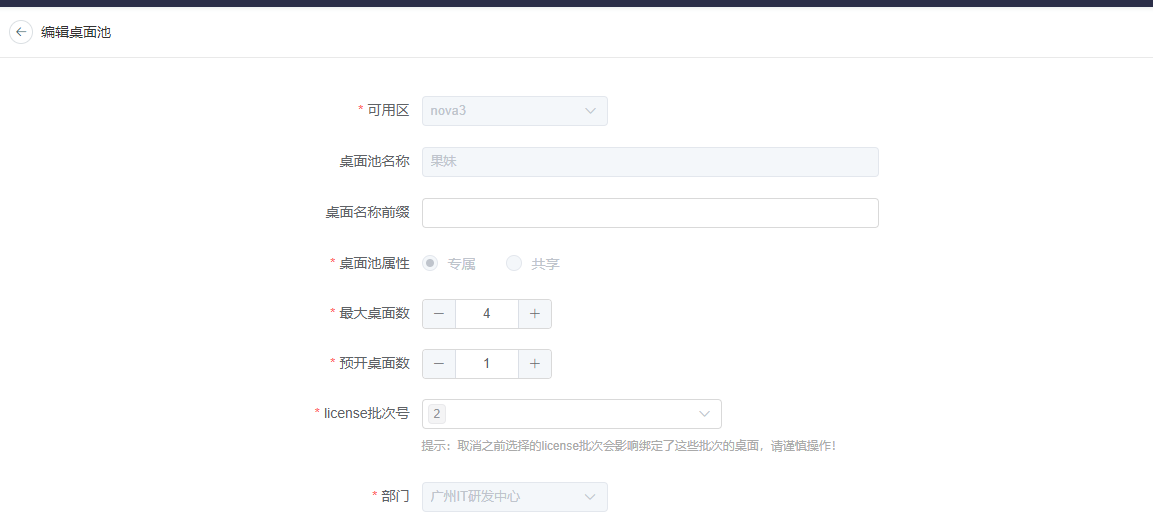 编辑桌面池
* 可用区 nova3
桌面池名称 果妹
桌面名称前缀
* 桌面池属性 专属 共享
* 最大桌面数 − 4 +
* 预开桌面数 − 1 +
* license批次号 2
提示：取消之前选择的license批次会影响绑定了这些批次的桌面，请谨慎操作！
* 部门 广州IT研发中心